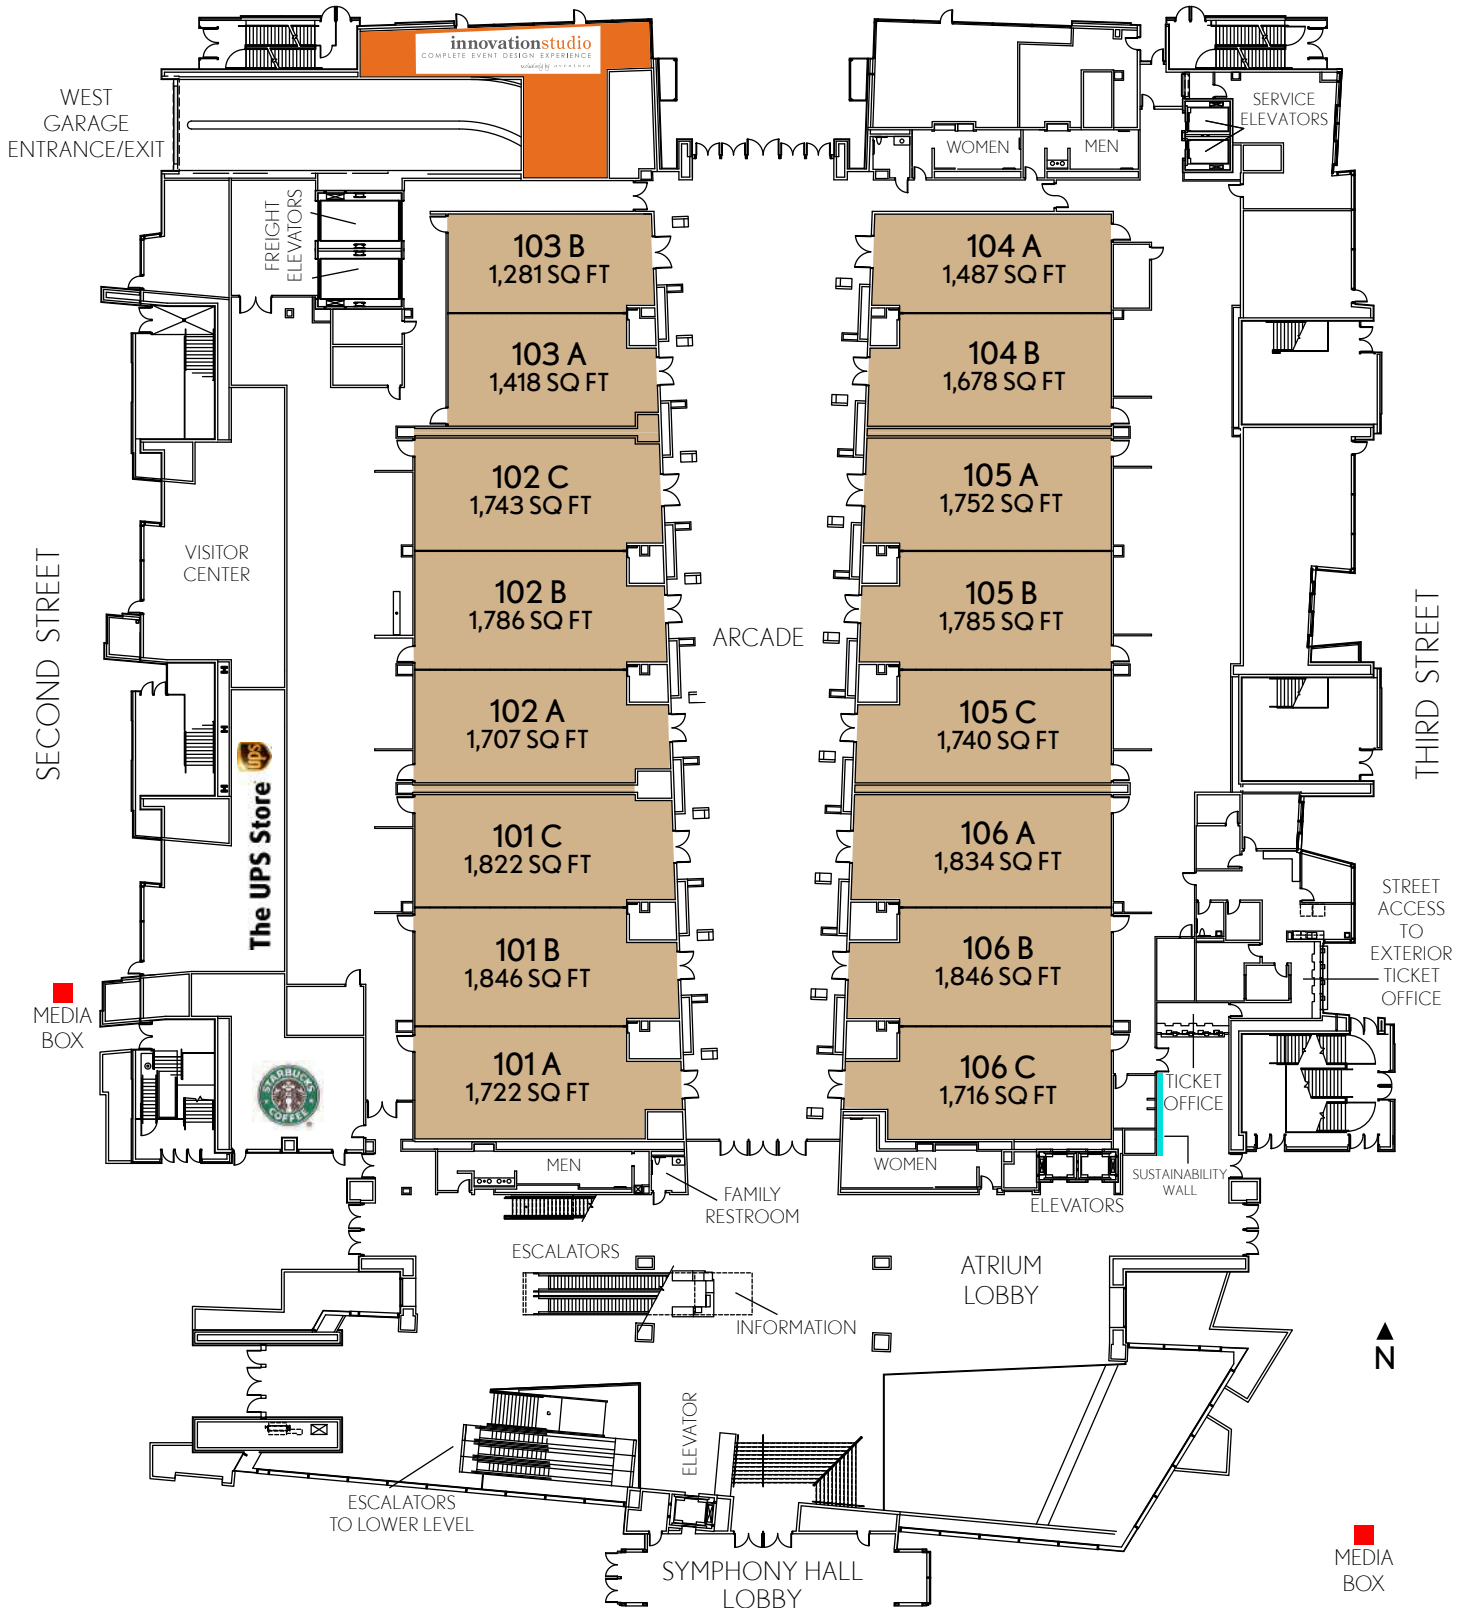 innovationstudio
COMPLETE EVENT DESIGN EXPERIENCE
WEST
GARAGE
ENTRANCE/EXIT
SERVICE
ELEVATORS
WOMEN
MEN
FREIGHT
ELEVATORS
103 B
1,281 SQ FT
104 A
1,487 SQ FT
103 A
1,418 SQ FT
104 B
1,678 SQ FT
102 C
1,743 SQ FT
105 A
1,752 SQ FT
VISITOR
CENTER
102 B
1,786 SQ FT
105 B
1,785 SQ FT
SECOND STREET
ARCADE
THIRD STREET
102 A
1,707 SQ FT
105 C
1,740 SQ FT
ups
The UPS Store
101 C
1,822 SQ FT
106 A
1,834 SQ FT
STREET
ACCESS
TO
EXTERIOR
TICKET
OFFICE
101 B
1,846 SQ FT
106 B
1,846 SQ FT
MEDIA
BOX
STARBUCKS
COFFEE
101 A
1,722 SQ FT
106 C
1,716 SQ FT
TICKET
OFFICE
MEN
WOMEN
SUSTAINABILITY
WALL
FAMILY
RESTROOM
ELEVATORS
ESCALATORS
ATRIUM
LOBBY
INFORMATION
N
ELEVATOR
ESCALATORS
TO LOWER LEVEL
SYMPHONY HALL
LOBBY
MEDIA
BOX